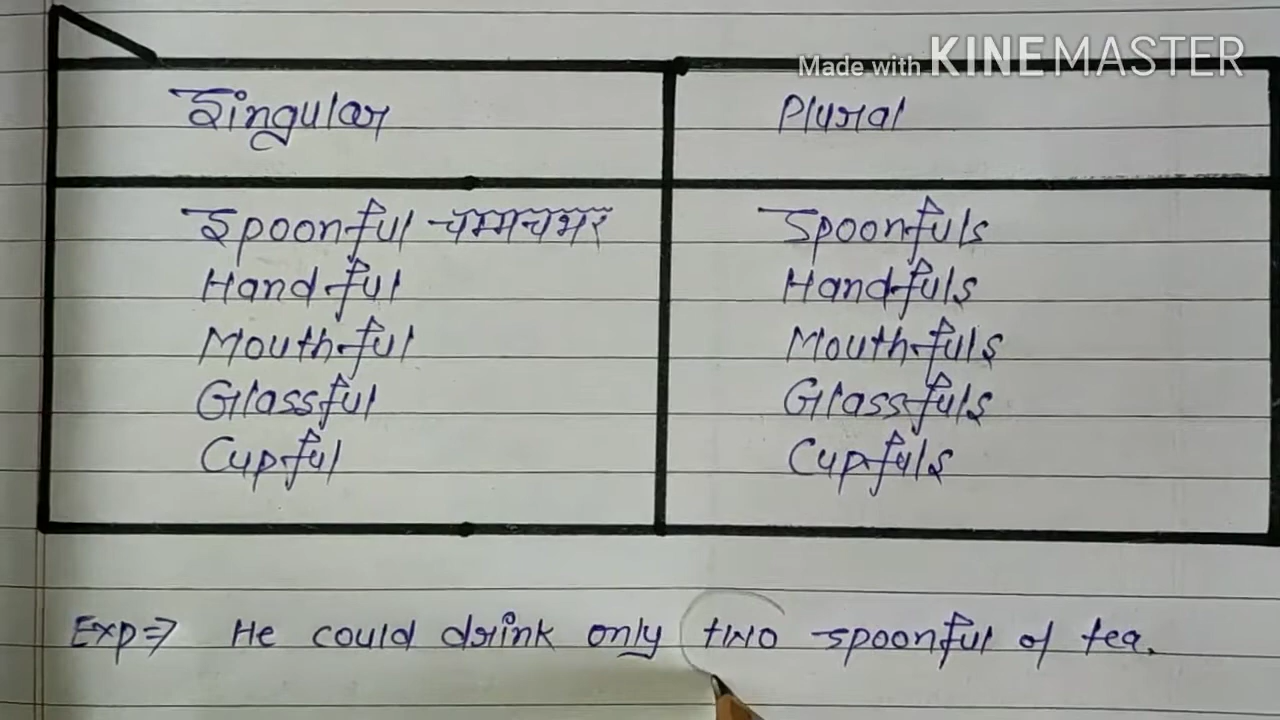 Made with KINEMASTER
Singular Plural
Spoonful चम्मचभर Spoonfuls
Handful Handfuls
Mouthful Mouthfuls
Glassful Glassfuls
Cupful Cupfuls
Exp⇒ He could drink only two spoonful of tea.